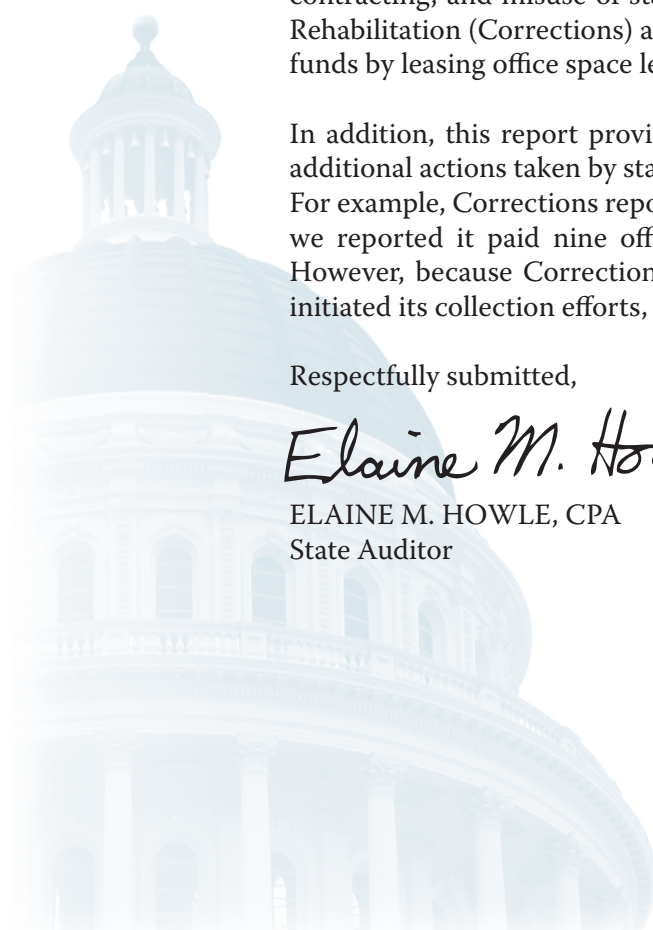 contracting, and misuse of sta
Rehabilitation (Corrections) a
funds by leasing office space le
In addition, this report provi
additional actions taken by sta
For example, Corrections repo
we reported it paid nine off
However, because Correction
initiated its collection efforts,
Respectfully submitted,
Elaine M. Ho
ELAINE M. HOWLE, CPA
State Auditor